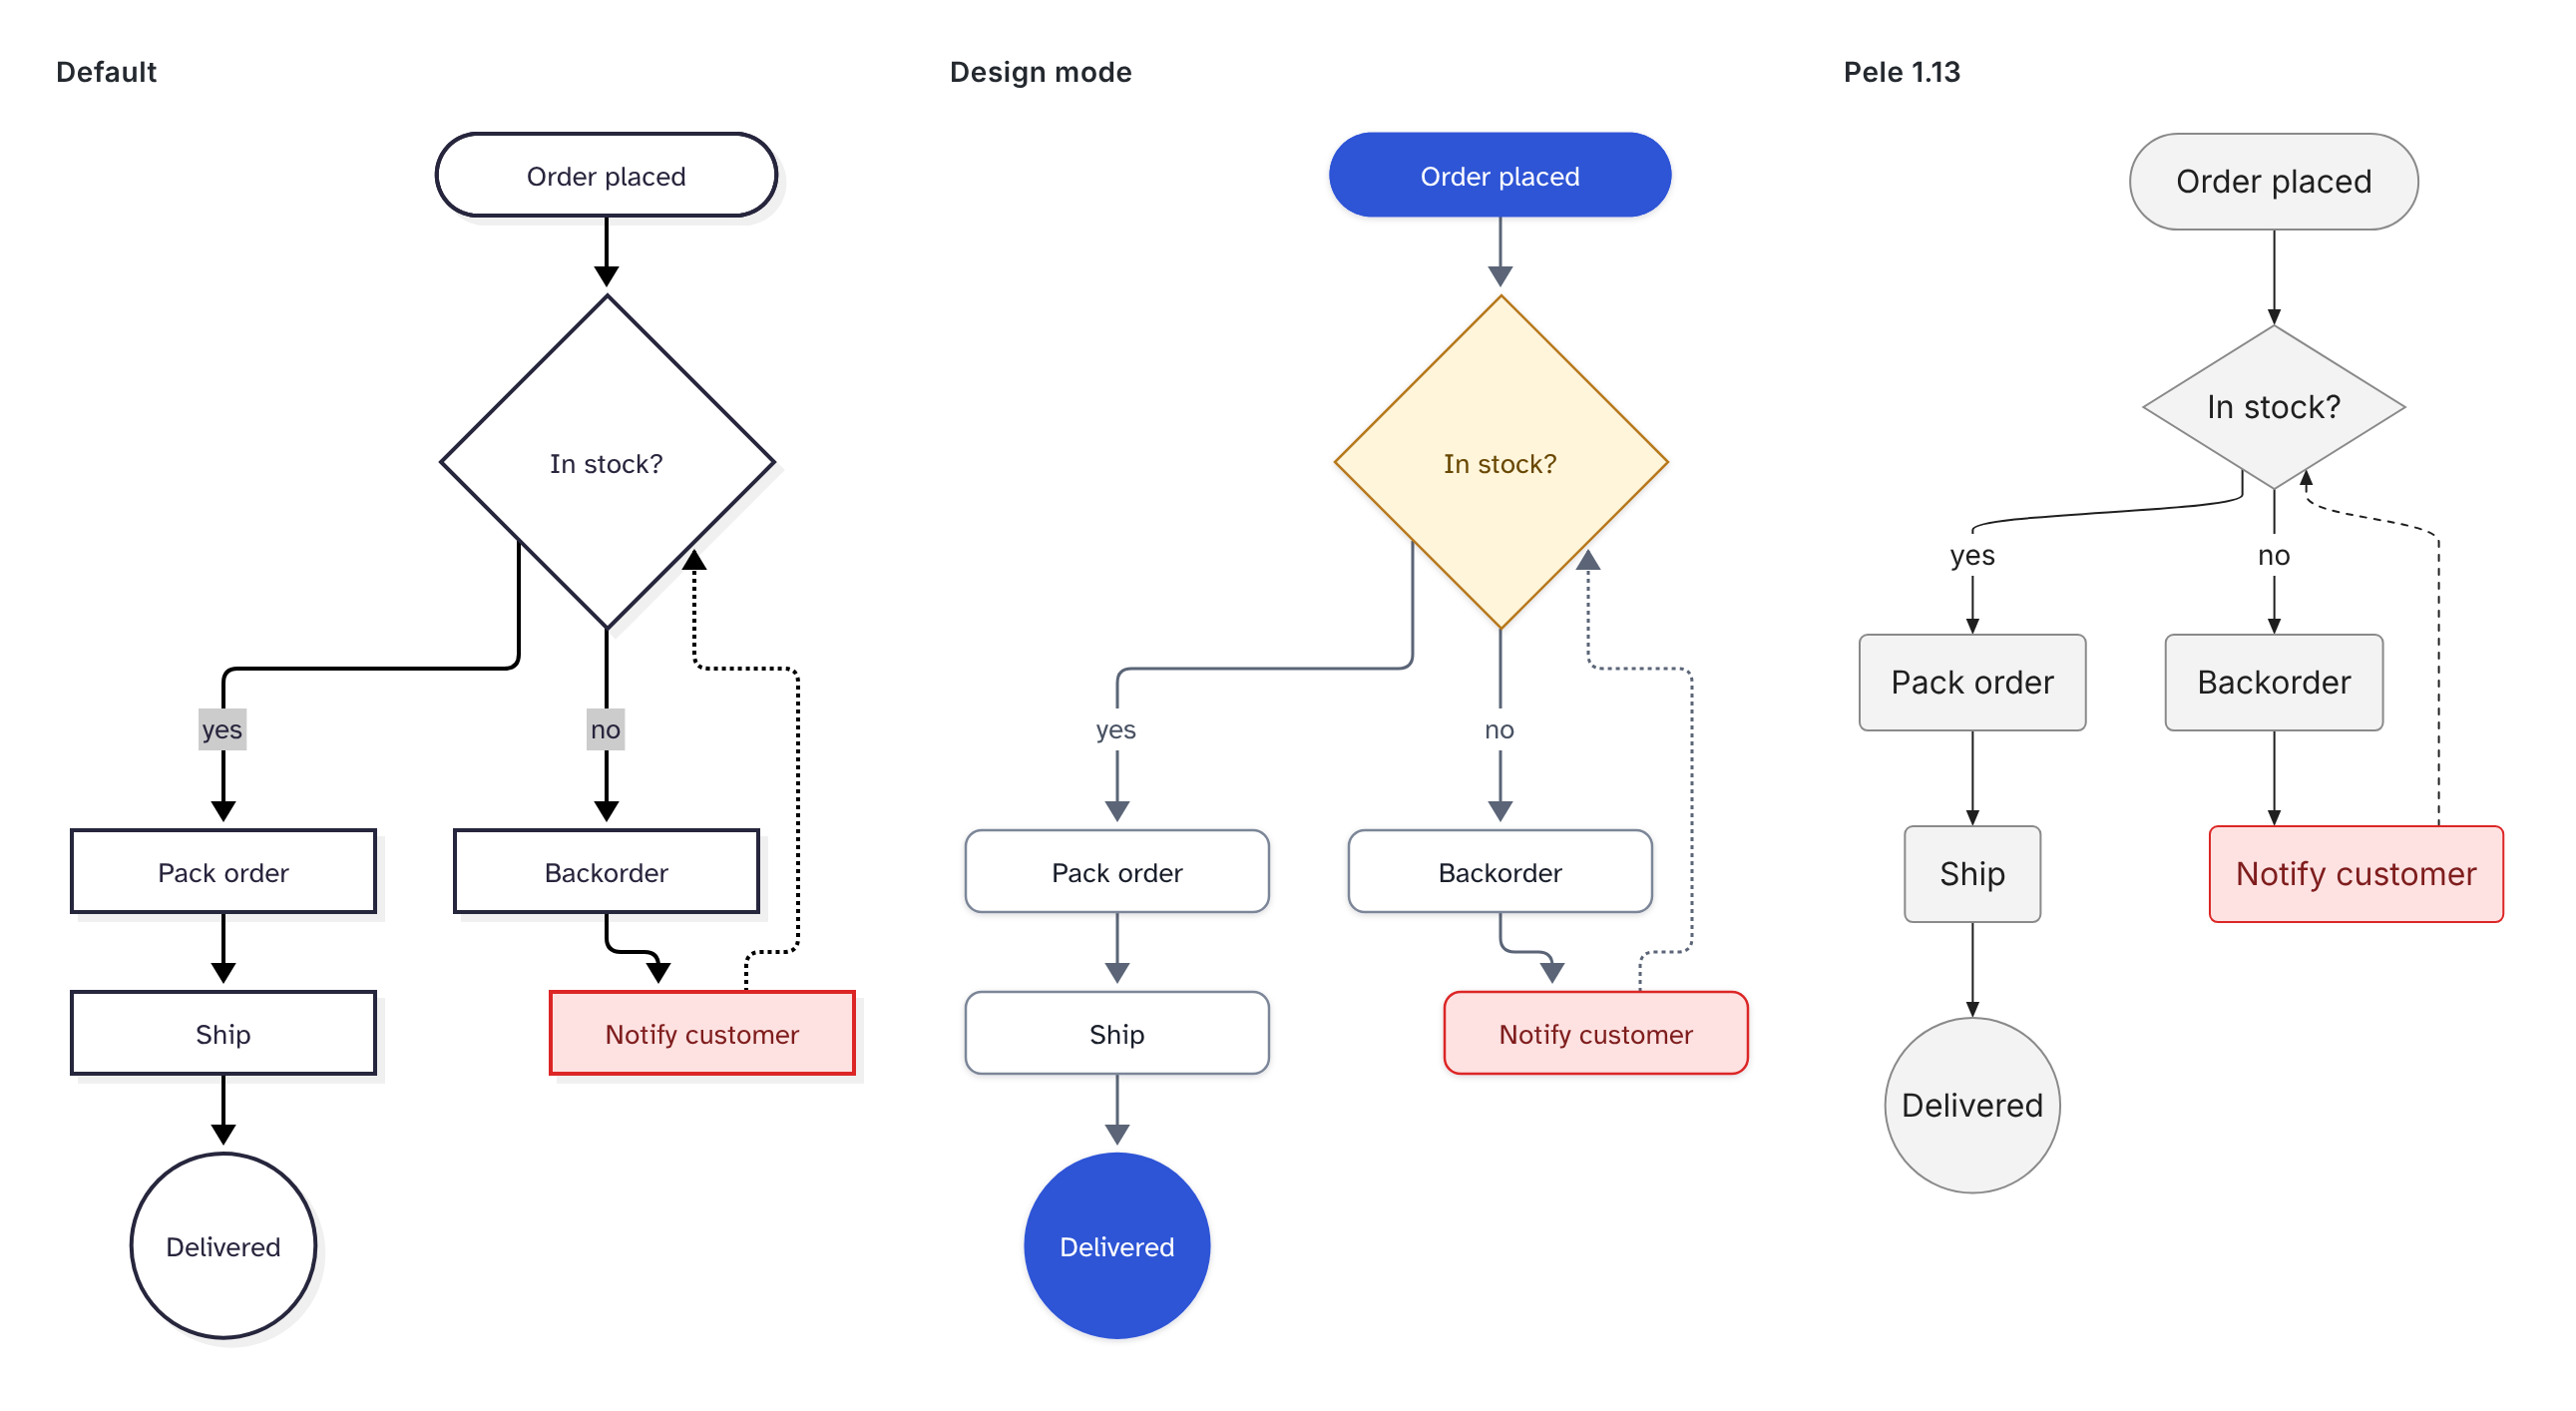 Default
Order placed
In stock?
yes
no
Pack order
Backorder
Ship
Notify customer
Delivered
Design mode
Order placed
In stock?
yes
no
Pack order
Backorder
Ship
Notify customer
Delivered
Pele 1.13
Order placed
In stock?
yes
no
Pack order
Backorder
Ship
Notify customer
Delivered